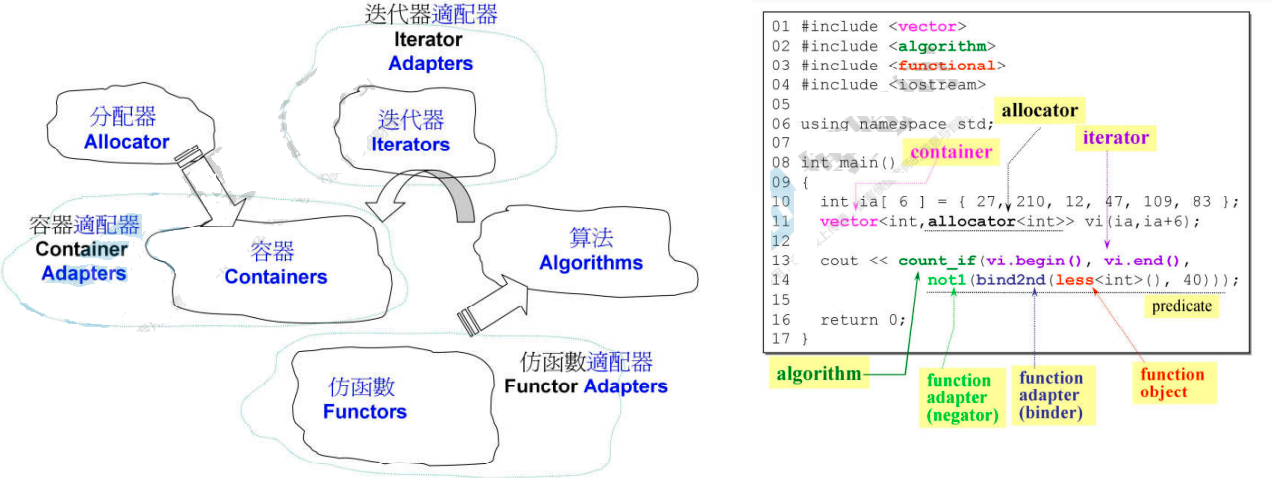 迭代器適配器
Iterator
Adapters
分配器
Allocator
迭代器
Iterators
容器適配器
Container
Adapters
容器
Containers
算法
Algorithms
仿函數
Functors
仿函數適配器
Functor Adapters
01 #include <vector>
02 #include <algorithm>
03 #include <functional>
04 #include <iostream>
05
06 using namespace std;
07
08 int main()
09 {
10 int ia[ 6 ] = { 27, 210, 12, 47, 109, 83 };
11 vector<int,allocator<int>> vi(ia,ia+6);
12
13 cout << count_if(vi.begin(), vi.end(),
14 not1(bind2nd(less<int>(), 40)));
15
16 return 0;
17 }
allocator
iterator
container
predicate
algorithm
function
adapter
(negator)
function
adapter
(binder)
function
object